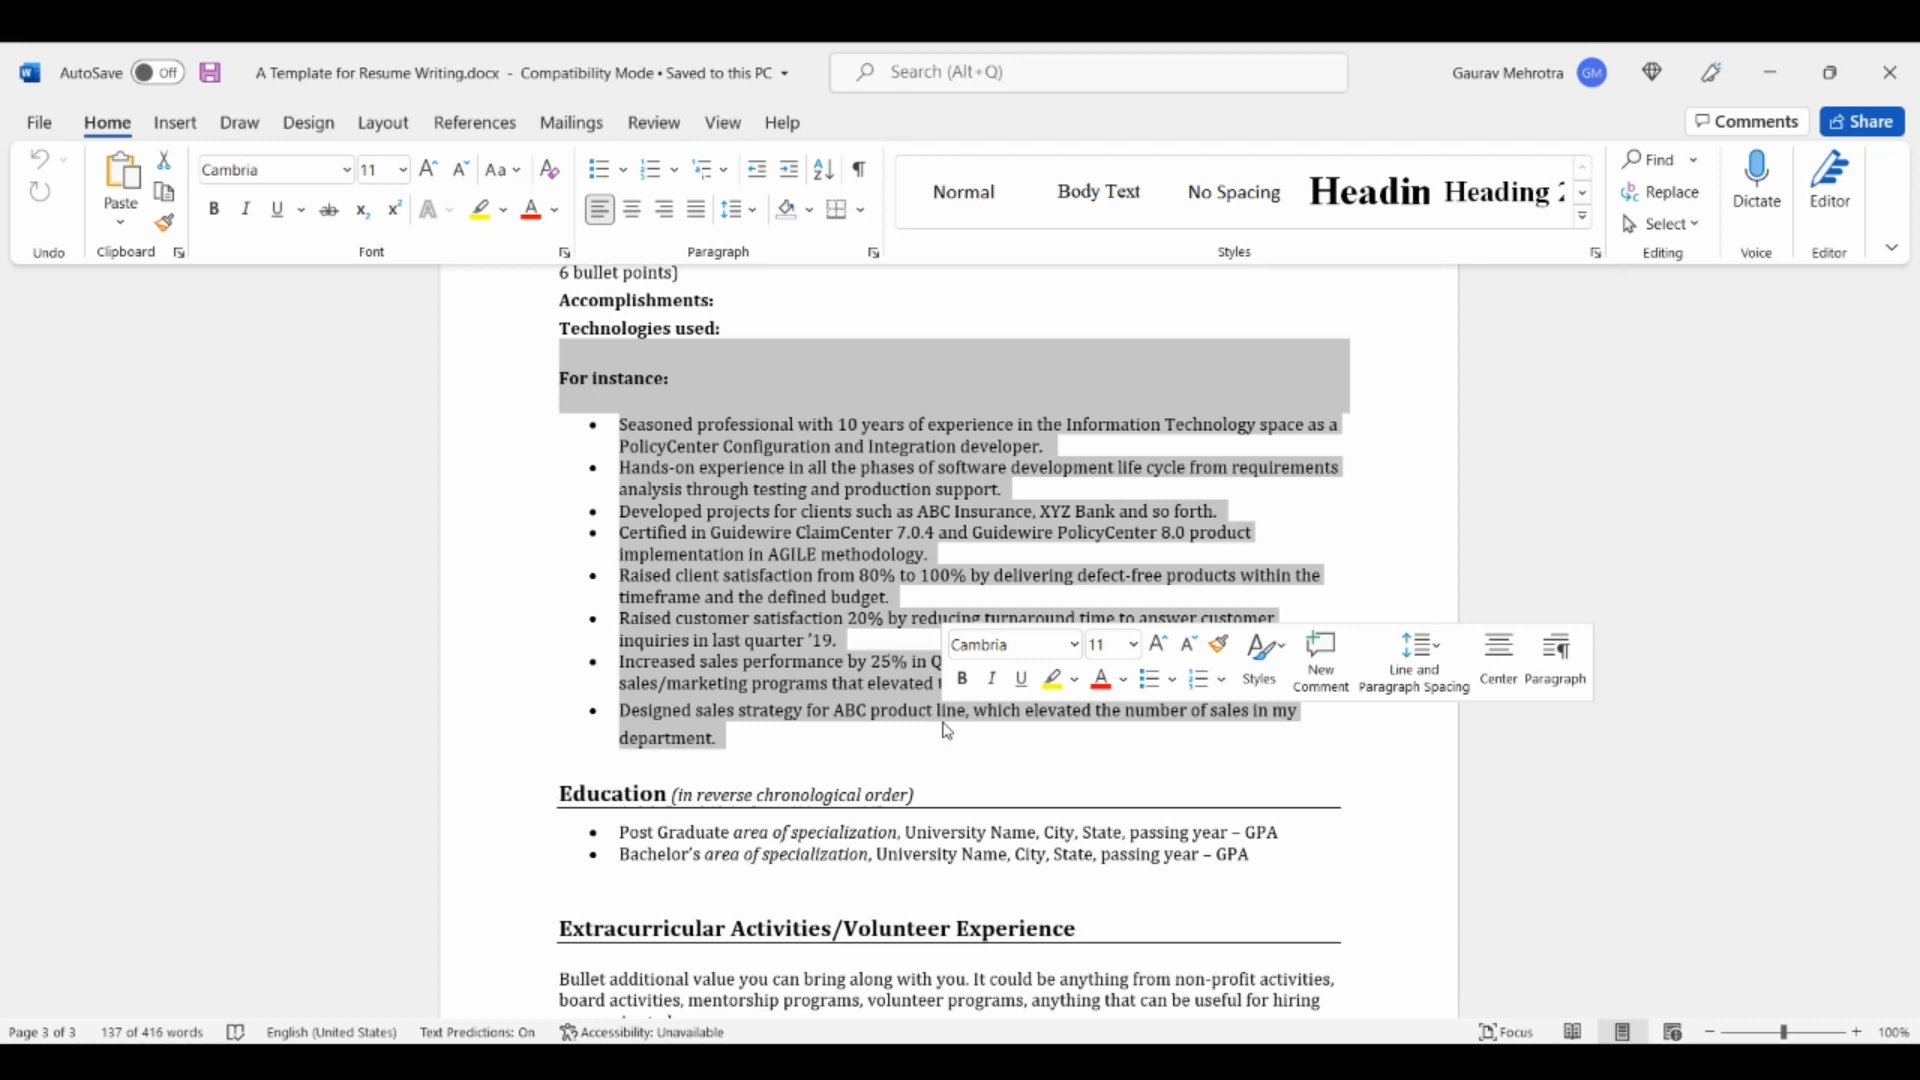 AutoSave Off A Template for Resume Writing.docx - Compatibility Mode • Saved to this PC Search (Alt+Q) Gaurav Mehrotra GM
File Home Insert Draw Design Layout References Mailings Review View Help Comments Share
Cambria 11 Aa Normal Body Text No Spacing Headin Heading Find
Paste B I U ab x₂ x² A A Replace Dictate Editor
Select
Undo Clipboard Font Paragraph Styles Editing Voice Editor
6 bullet points)
Accomplishments:
Technologies used:
For instance:
• Seasoned professional with 10 years of experience in the Information Technology space as a
PolicyCenter Configuration and Integration developer.
• Hands-on experience in all the phases of software development life cycle from requirements
analysis through testing and production support.
• Developed projects for clients such as ABC Insurance, XYZ Bank and so forth.
• Certified in Guidewire ClaimCenter 7.0.4 and Guidewire PolicyCenter 8.0 product
implementation in AGILE methodology.
• Raised client satisfaction from 80% to 100% by delivering defect-free products within the
timeframe and the defined budget.
• Raised customer satisfaction 20% by reducing turnaround time to answer customer
inquiries in last quarter ’19.
• Increased sales performance by 25% in Q
sales/marketing programs that elevated
Cambria 11
B I U A Styles New Comment Line and Paragraph Spacing Center Paragraph
• Designed sales strategy for ABC product line, which elevated the number of sales in my
department.
Education (in reverse chronological order)
• Post Graduate area of specialization, University Name, City, State, passing year – GPA
• Bachelor’s area of specialization, University Name, City, State, passing year – GPA
Extracurricular Activities/Volunteer Experience
Bullet additional value you can bring along with you. It could be anything from non-profit activities,
board activities, mentorship programs, volunteer programs, anything that can be useful for hiring
Page 3 of 3 137 of 416 words English (United States) Text Predictions: On Accessibility: Unavailable Focus 100%